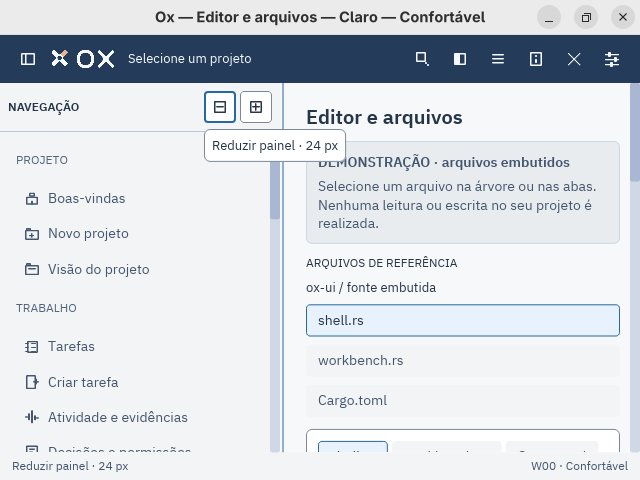 Ox — Editor e arquivos — Claro — Confortável
OX
Selecione um projeto
NAVEGAÇÃO
Reduzir painel · 24 px
PROJETO
Boas-vindas
Novo projeto
Visão do projeto
TRABALHO
Tarefas
Criar tarefa
Atividade e evidências
Decisões e permissões
Editor e arquivos
DEMONSTRAÇÃO · arquivos embutidos
Selecione um arquivo na árvore ou nas abas.
Nenhuma leitura ou escrita no seu projeto é
realizada.
ARQUIVOS DE REFERÊNCIA
ox-ui / fonte embutida
shell.rs
workbench.rs
Cargo.toml
Reduzir painel · 24 px
W00 · Confortável